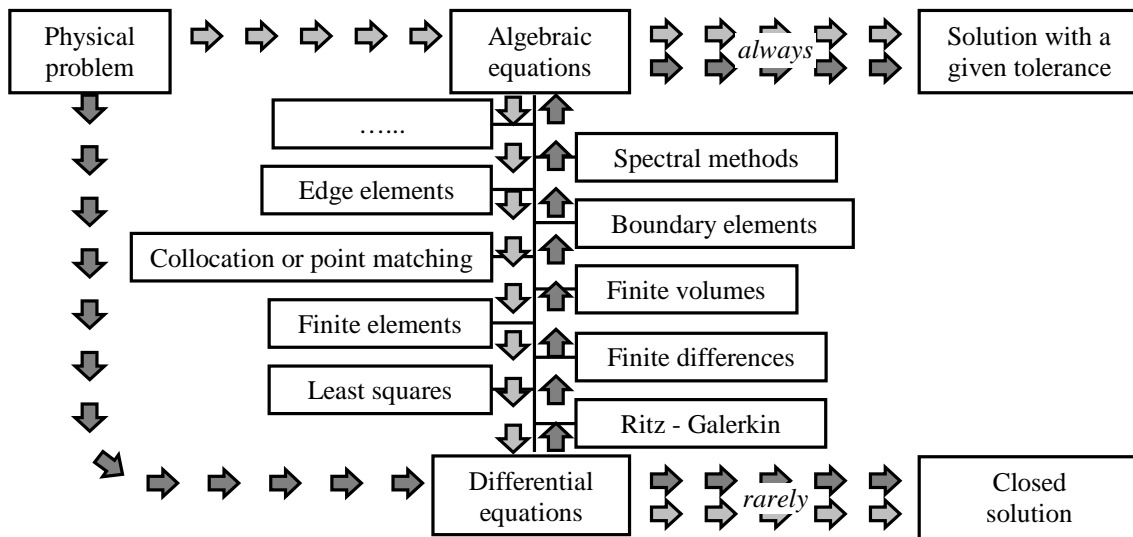 Physical
problem
Algebraic
equations
always
Solution with a
given tolerance
…...
Spectral methods
Edge elements
Boundary elements
Collocation or point matching
Finite volumes
Finite elements
Finite differences
Least squares
Ritz - Galerkin
Differential
equations
rarely
Closed
solution